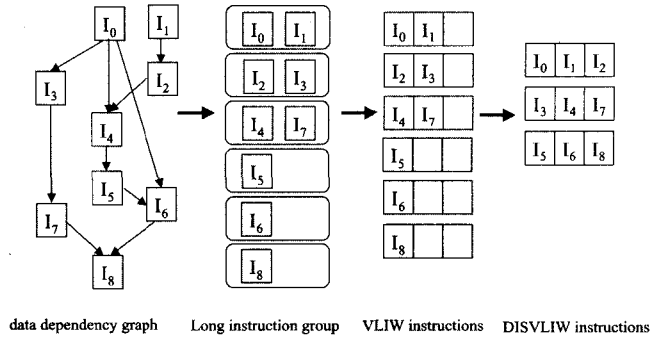 I0 I1
I3 I2
I4
I5
I7 I6
I8
I0 I1
I2 I3
I4 I7
I5
I6
I8
I0 I1
I2 I3
I4 I7
I5
I6
I8
I0 I1 I2
I3 I4 I7
I5 I6 I8
data dependency graph
Long instruction group
VLIW instructions
DISVLIW instructions